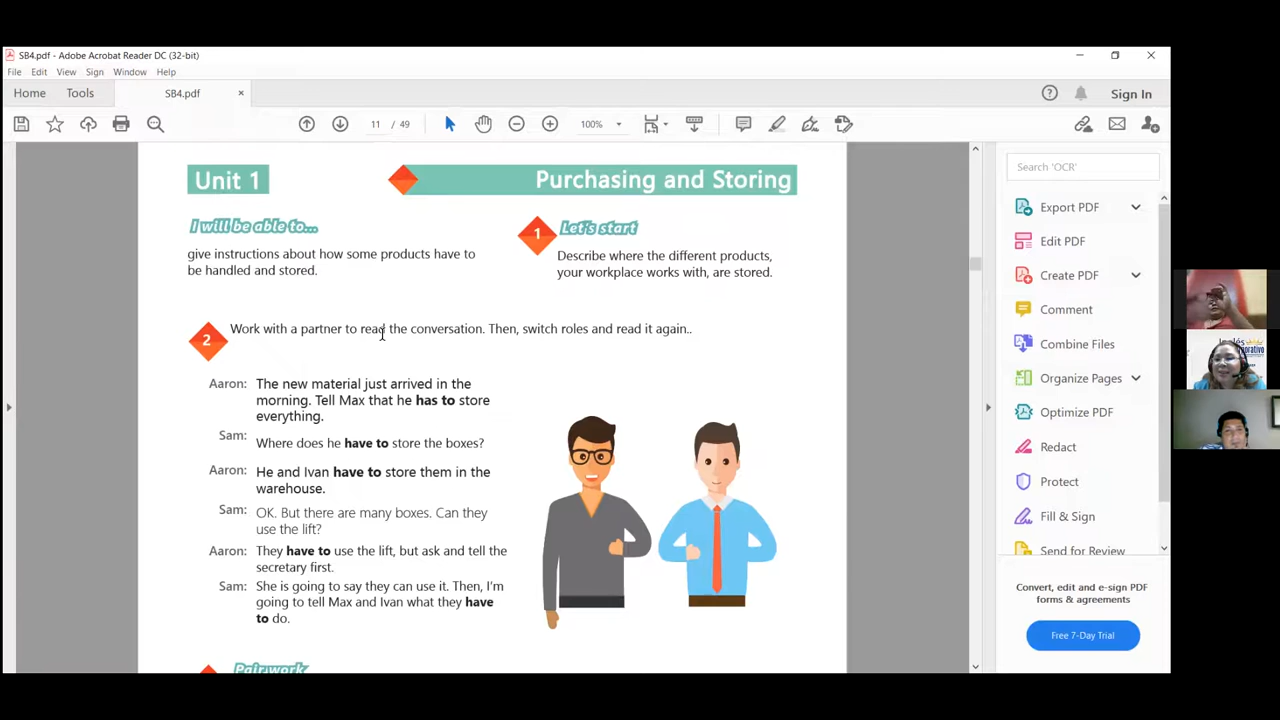 SB4.pdf - Adobe Acrobat Reader DC (32-bit)
File Edit View Sign Window Help
Home Tools SB4.pdf × Sign In
11 / 49 100%
Unit 1
Purchasing and Storing
I will be able to...
give instructions about how some products have to
be handled and stored.
1 Let's start
Describe where the different products,
your workplace works with, are stored.
2 Work with a partner to read the conversation. Then, switch roles and read it again..
Aaron: The new material just arrived in the
morning. Tell Max that he has to store
everything.
Sam: Where does he have to store the boxes?
Aaron: He and Ivan have to store them in the
warehouse.
Sam: OK. But there are many boxes. Can they
use the lift?
Aaron: They have to use the lift, but ask and tell the
secretary first.
Sam: She is going to say they can use it. Then, I'm
going to tell Max and Ivan what they have
to do.
Pair work
Search 'OCR'
Export PDF
Edit PDF
Create PDF
Comment
Combine Files
Organize Pages
Optimize PDF
Redact
Protect
Fill & Sign
Send for Review
Convert, edit and e-sign PDF
forms & agreements
Free 7-Day Trial
Inglés